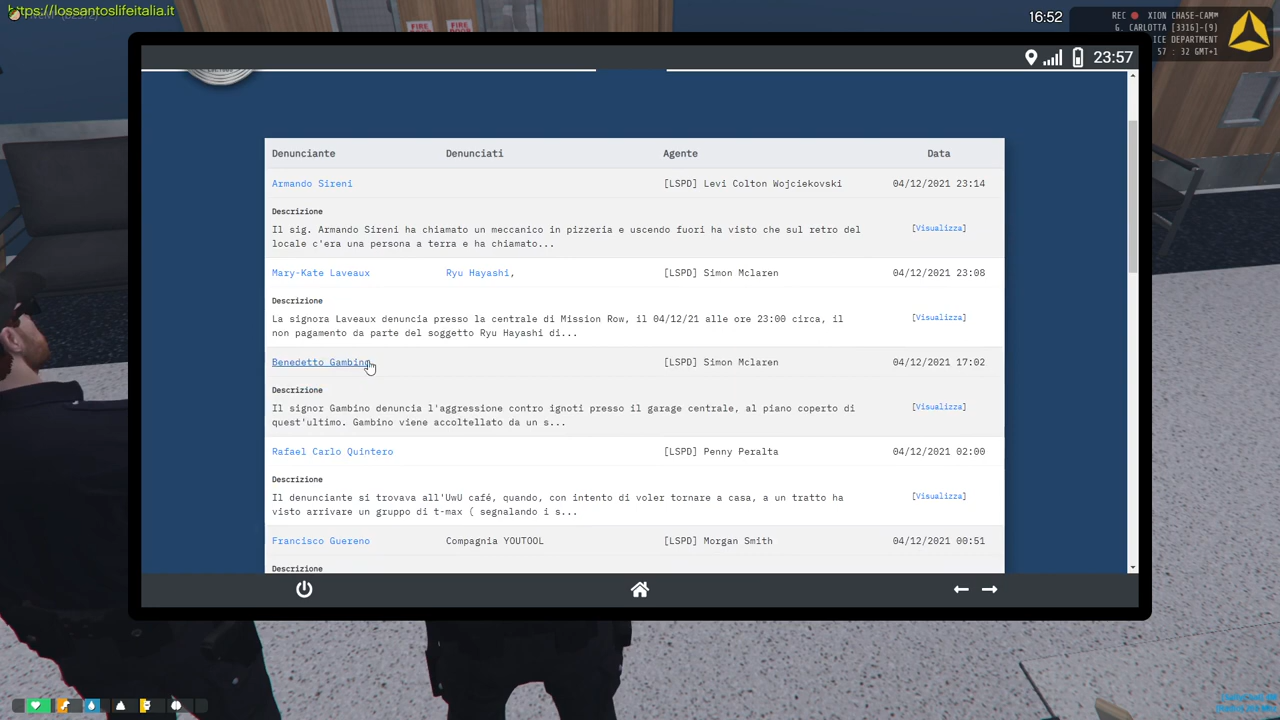 https://lossantoslifeitalia.it
16:52
REC XION CHASE-CAM™
G. CARLOTTA [3316]-(9)
ICE DEPARTMENT
57 : 32 GMT+1
FIRE
FIRE
23:57
Denunciante Denunciati Agente Data
Armando Sireni [LSPD] Levi Colton Wojciekovski 04/12/2021 23:14
Descrizione
Il sig. Armando Sireni ha chiamato un meccanico in pizzeria e uscendo fuori ha visto che sul retro del [Visualizza]
locale c'era una persona a terra e ha chiamato...
Mary-Kate Laveaux Ryu Hayashi, [LSPD] Simon Mclaren 04/12/2021 23:08
Descrizione
La signora Laveaux denuncia presso la centrale di Mission Row, il 04/12/21 alle ore 23:00 circa, il [Visualizza]
non pagamento da parte del soggetto Ryu Hayashi di...
Benedetto Gambino [LSPD] Simon Mclaren 04/12/2021 17:02
Descrizione
Il signor Gambino denuncia l'aggressione contro ignoti presso il garage centrale, al piano coperto di [Visualizza]
quest'ultimo. Gambino viene accoltellato da un s...
Rafael Carlo Quintero [LSPD] Penny Peralta 04/12/2021 02:00
Descrizione
Il denunciante si trovava all'UwU café, quando, con intento di voler tornare a casa, a un tratto ha [Visualizza]
visto arrivare un gruppo di t-max ( segnalando i s...
Francisco Guereno Compagnia YOUTOOL [LSPD] Morgan Smith 04/12/2021 00:51
Descrizione